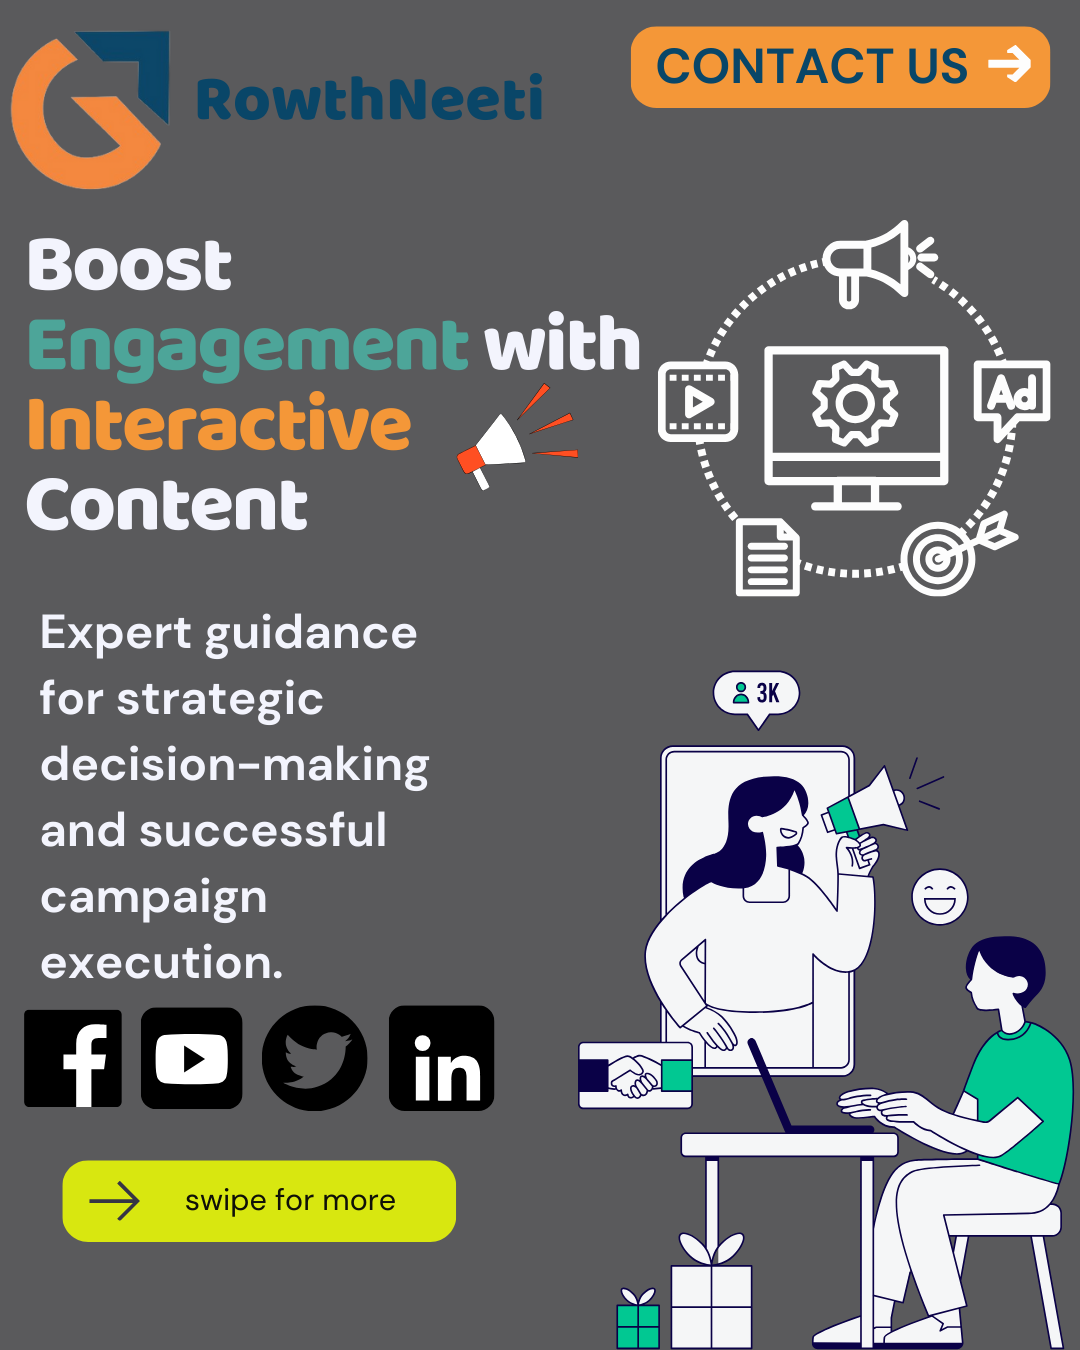 RowthNeeti
CONTACT US
Boost
Engagement with
Interactive
Content
Ad
Expert guidance
for strategic
decision-making
and successful
campaign
execution.
3K
f
in
swipe for more